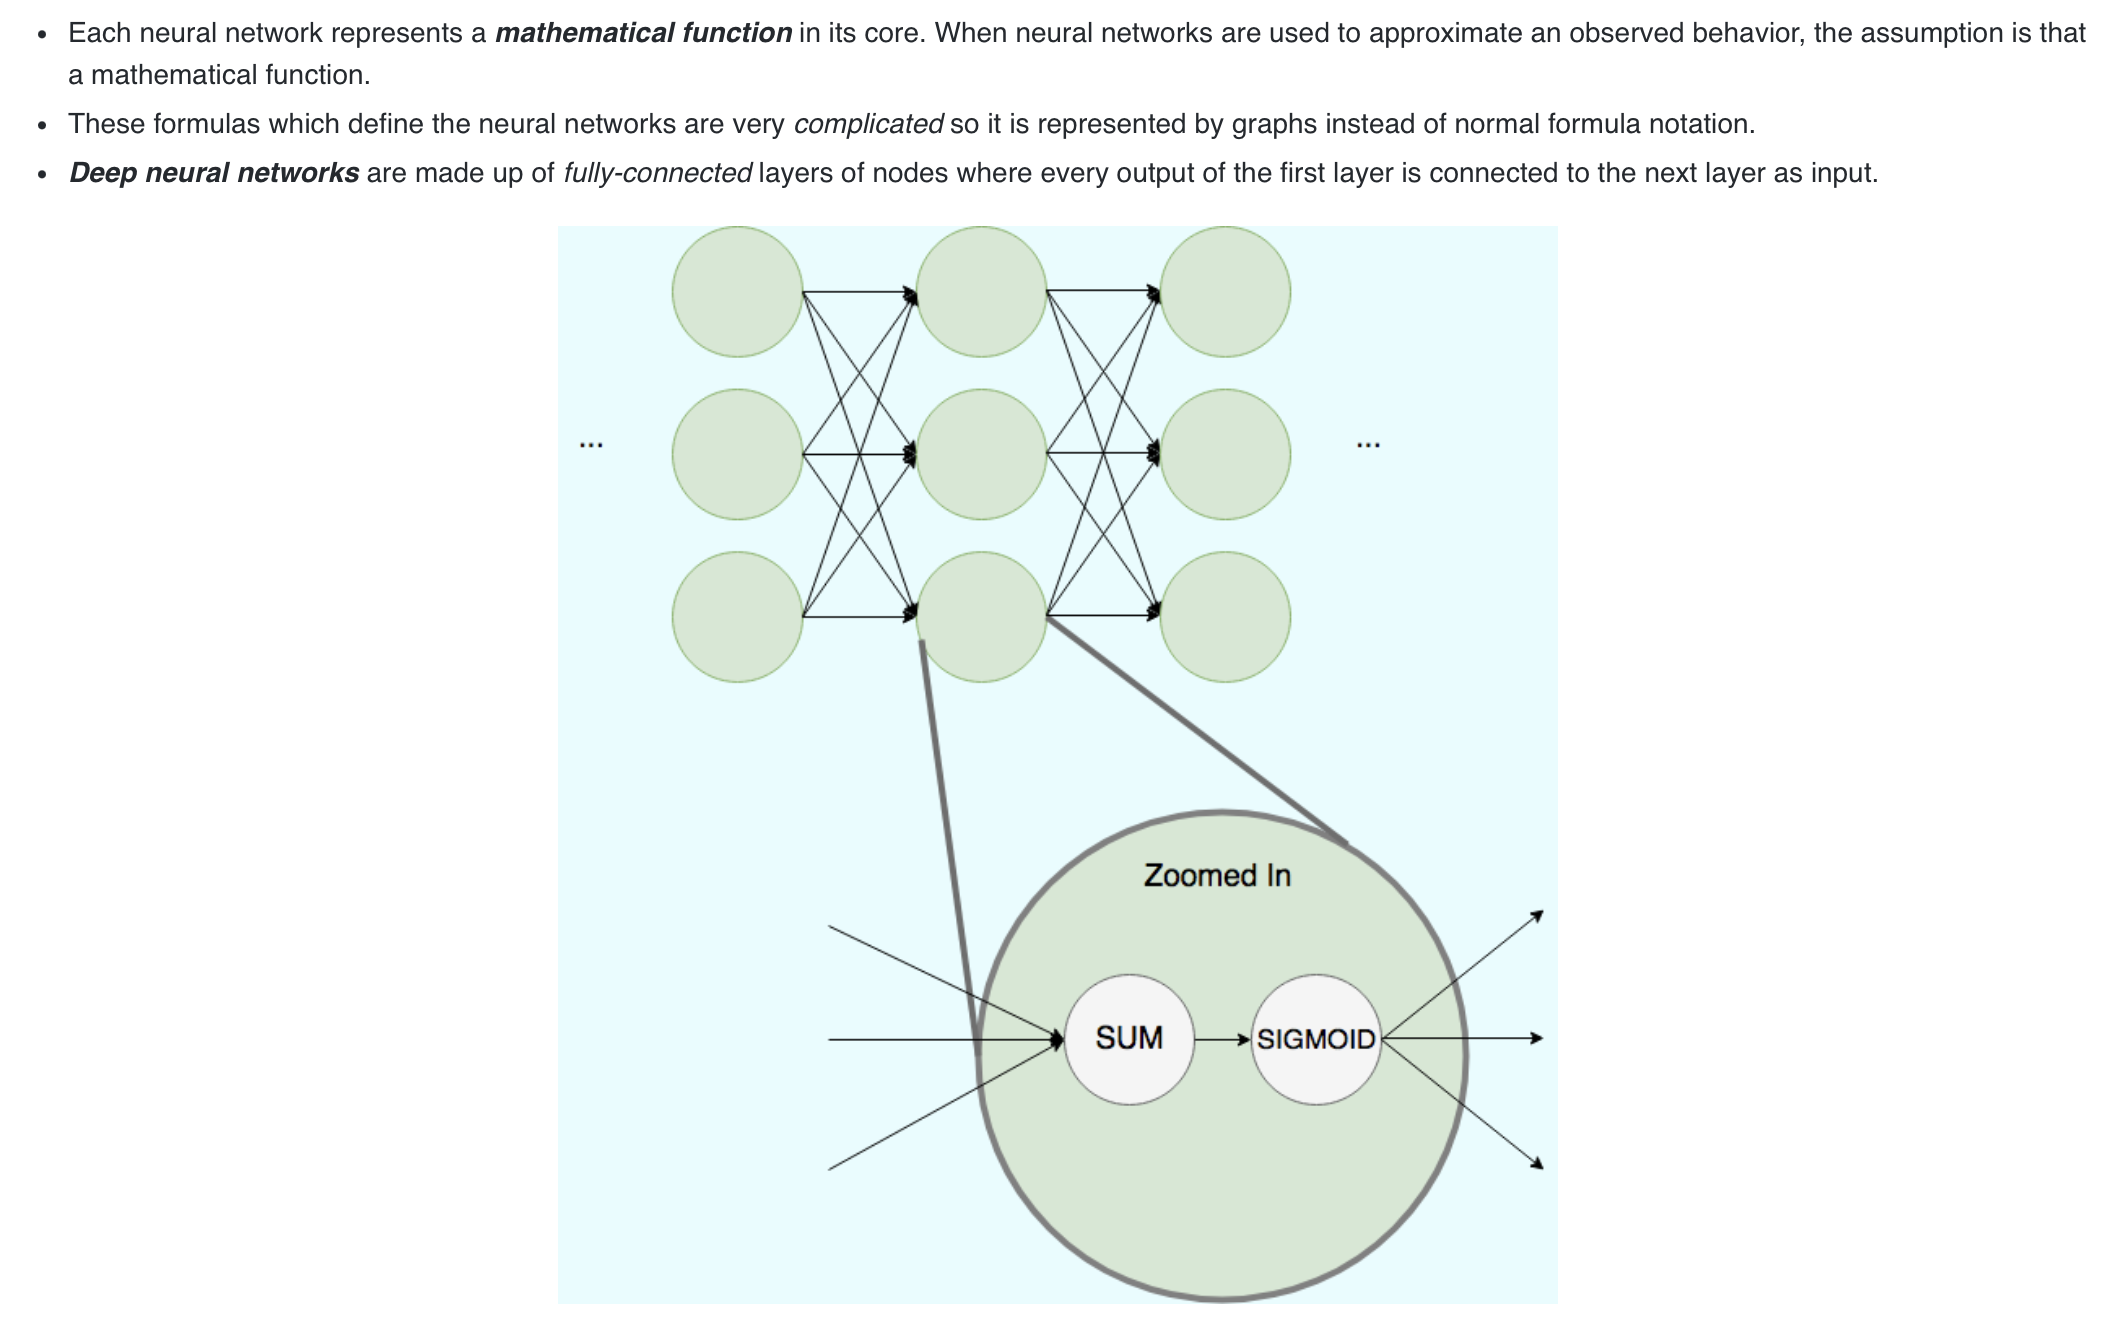 Each neural network represents a mathematical function in its core. When neural networks are used to approximate an observed behavior, the assumption is that
a mathematical function.
These formulas which define the neural networks are very complicated so it is represented by graphs instead of normal formula notation.
Deep neural networks are made up of fully-connected layers of nodes where every output of the first layer is connected to the next layer as input.
... ...
Zoomed In
SUM SIGMOID